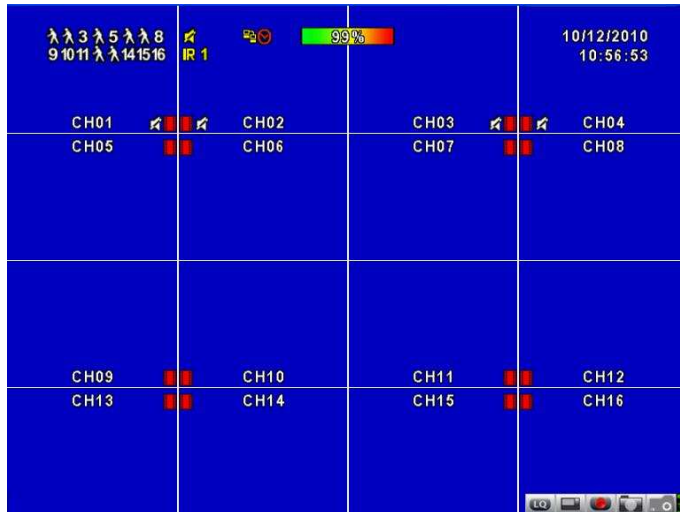 3 5 8
9 10 11 14 15 16
IR 1
99%
10/12/2010
10:56:53
CH01 CH02 CH03 CH04
CH05 CH06 CH07 CH08
CH09 CH10 CH11 CH12
CH13 CH14 CH15 CH16
LQ